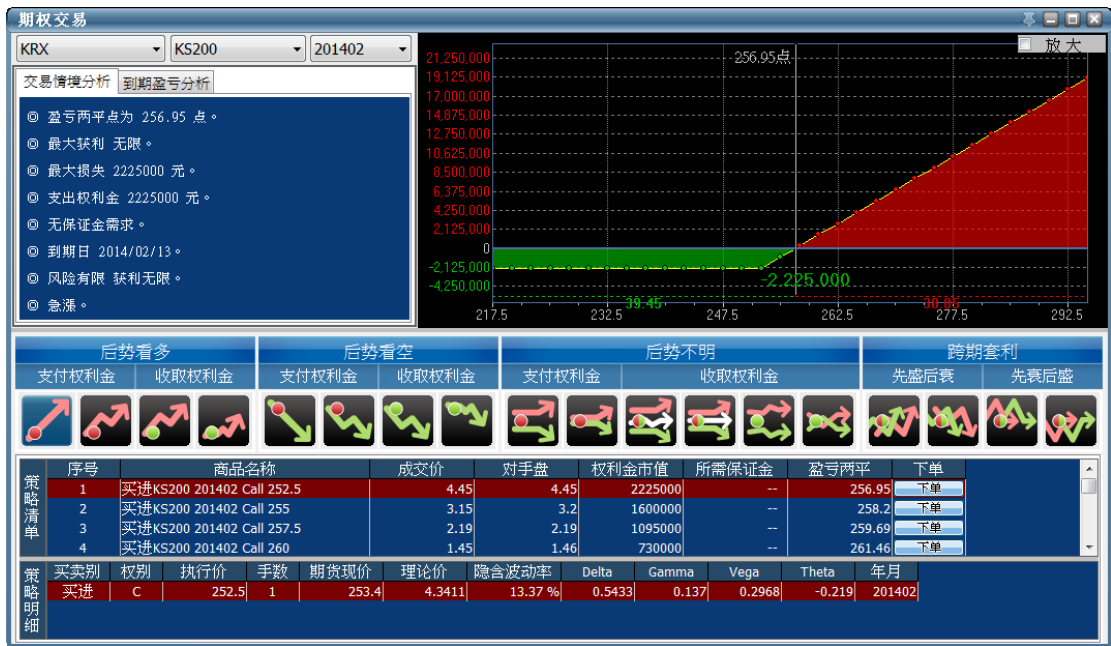 期权交易
KRX KS200 201402
放大
交易情境分析 到期盈亏分析
◎ 盈亏两平点为 256.95 点。
◎ 最大获利 无限。
◎ 最大损失 2225000 元。
◎ 支出权利金 2225000 元。
◎ 无保证金需求。
◎ 到期日 2014/02/13。
◎ 风险有限 获利无限。
◎ 急涨。
256.95点
21,250,000
19,125,000
17,000,000
14,875,000
12,750,000
10,625,000
8,500,000
6,375,000
4,250,000
2,125,000
0
-2,125,000
-4,250,000
-2,225,000
39.45
217.5 232.5 247.5 262.5 277.5 292.5
后势看多 后势看空 后势不明 跨期套利
支付权利金 收取权利金 支付权利金 收取权利金 支付权利金 收取权利金 先盛后衰 先衰后盛
策略清单
序号 商品名称 成交价 对手盘 权利金市值 所需保证金 盈亏两平 下单
1 买进KS200 201402 Call 252.5 4.45 4.45 2225000 -- 256.95 下单
2 买进KS200 201402 Call 255 3.15 3.2 1600000 -- 258.2 下单
3 买进KS200 201402 Call 257.5 2.19 2.19 1095000 -- 259.69 下单
4 买进KS200 201402 Call 260 1.45 1.46 730000 -- 261.46 下单
策略明细
买卖别 权别 执行价 手数 期货现价 理论价 隐含波动率 Delta Gamma Vega Theta 年月
买进 C 252.5 1 253.4 4.3411 13.37 % 0.5433 0.137 0.2968 -0.219 201402